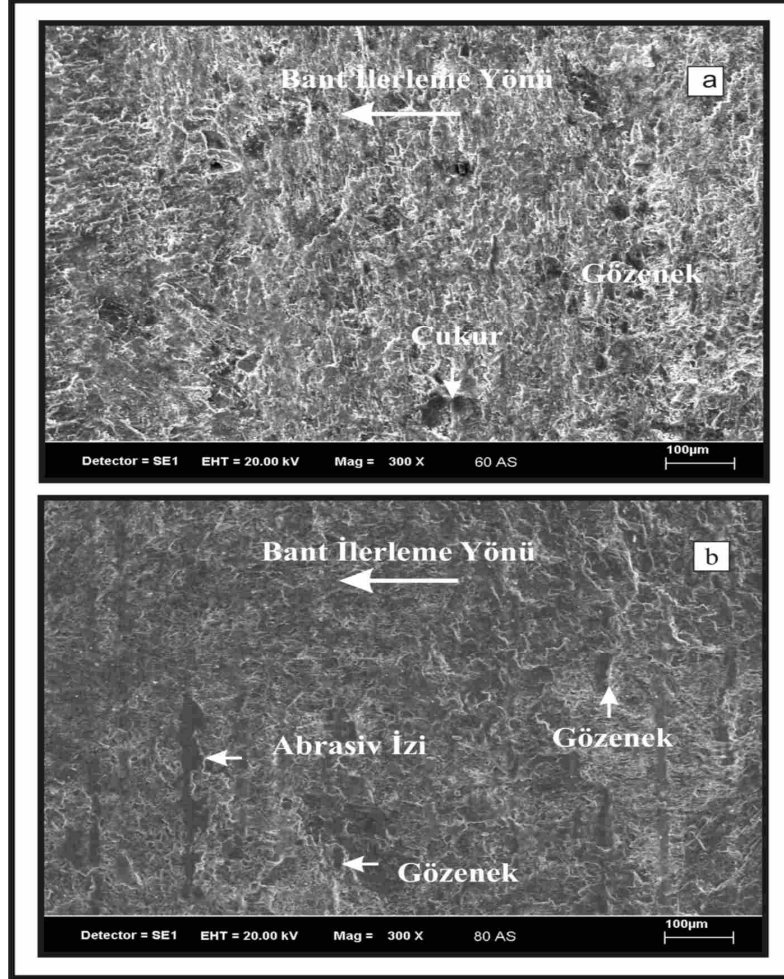 a
Bant İlerleme Yönü
Gözenek
Çukur
Detector = SE1 EHT = 20.00 kV Mag = 300 X 60 AS 100µm
b
Bant İlerleme Yönü
Gözenek
Abrasiv İzi
Gözenek
Detector = SE1 EHT = 20.00 kV Mag = 300 X 80 AS 100µm